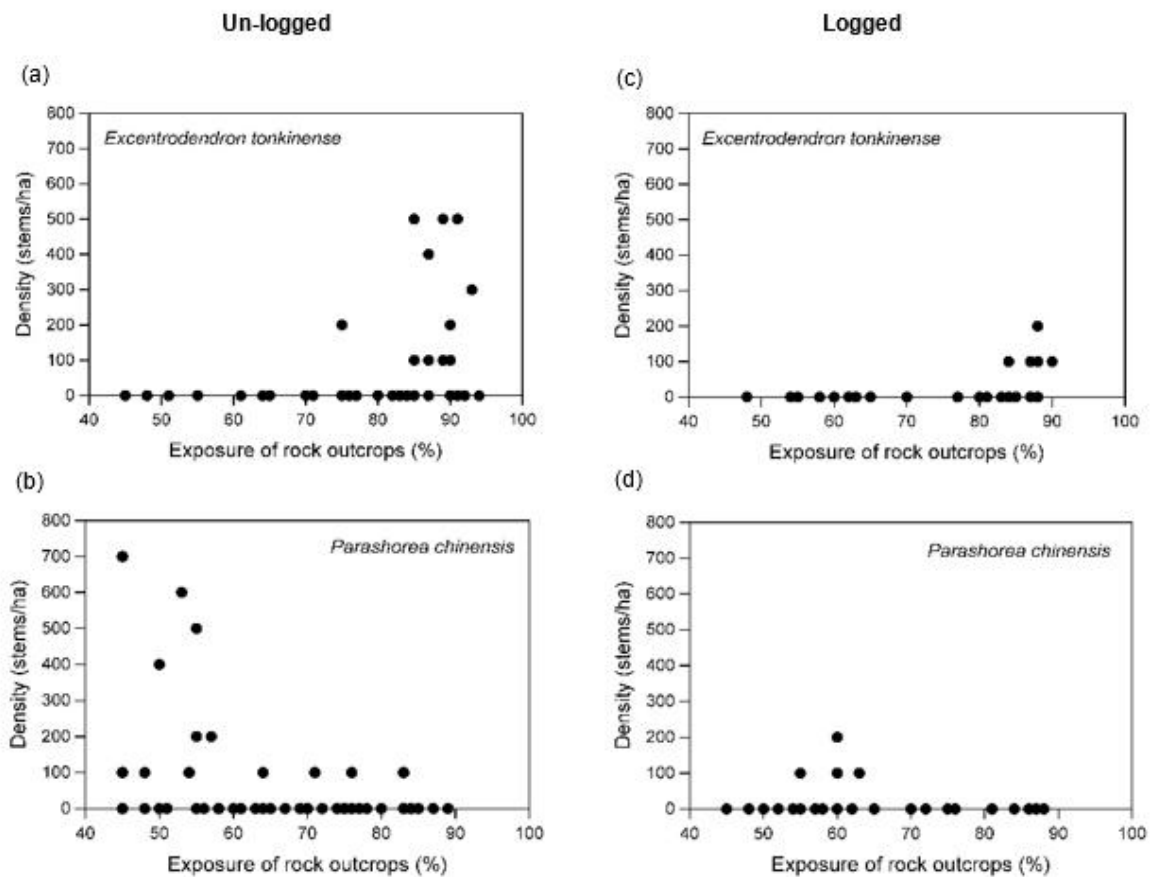 Un-logged
Logged
(a)
Excentrodendron tonkinense
Density (stems/ha)
800
700
600
500
400
300
200
100
0
40 50 60 70 80 90 100
Exposure of rock outcrops (%)
(c)
Excentrodendron tonkinense
Density (stems/ha)
800
700
600
500
400
300
200
100
0
40 50 60 70 80 90 100
Exposure of rock outcrops (%)
(b)
Parashorea chinensis
Density (stems/ha)
800
700
600
500
400
300
200
100
0
40 50 60 70 80 90 100
Exposure of rock outcrops (%)
(d)
Parashorea chinensis
Density (stems/ha)
800
700
600
500
400
300
200
100
0
40 50 60 70 80 90 100
Exposure of rock outcrops (%)